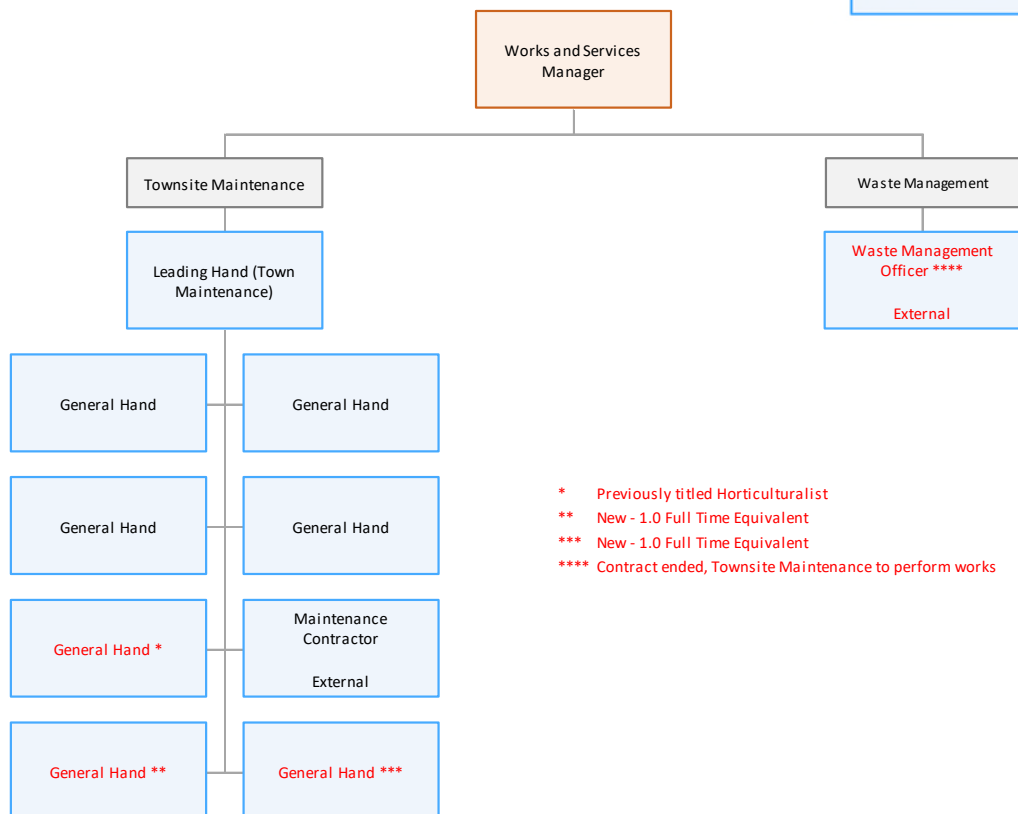 Works and Services
Manager
Townsite Maintenance
Waste Management
Leading Hand (Town
Maintenance)
Waste Management
Officer ****
External
General Hand
General Hand
General Hand
General Hand
* Previously titled Horticulturalist
** New - 1.0 Full Time Equivalent
*** New - 1.0 Full Time Equivalent
**** Contract ended, Townsite Maintenance to perform works
General Hand *
Maintenance
Contractor
External
General Hand **
General Hand ***